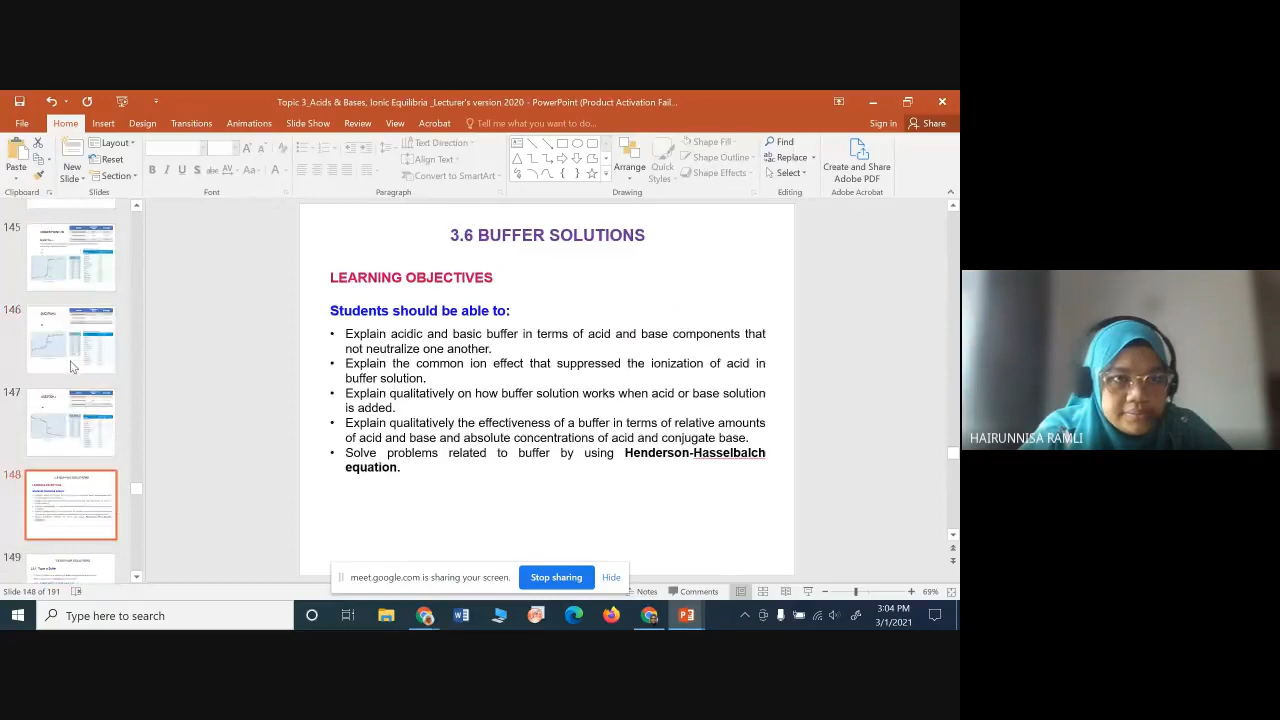 Topic 3_Acids & Bases, Ionic Equilibria _Lecturer's version 2020 - PowerPoint (Product Activation Fail...
File Home Insert Design Transitions Animations Slide Show Review View Acrobat Tell me what you want to do... Sign in Share
Paste
Clipboard
New Slide
Layout
Reset
Section
Slides
B I U S abc AV Aa A
Font
Text Direction
Align Text
Convert to SmartArt
Paragraph
Arrange
Quick Styles
Shape Fill
Shape Outline
Shape Effects
Drawing
Find
Replace
Select
Editing
Create and Share Adobe PDF
Adobe Acrobat
145
146
147
148
149
3.6 BUFFER SOLUTIONS
LEARNING OBJECTIVES
Students should be able to:
• Explain acidic and basic buffer in terms of acid and base components that
not neutralize one another.
• Explain the common ion effect that suppressed the ionization of acid in
buffer solution.
• Explain qualitatively on how buffer solution works when acid or base solution
is added.
• Explain qualitatively the effectiveness of a buffer in terms of relative amounts
of acid and base and absolute concentrations of acid and conjugate base.
• Solve problems related to buffer by using Henderson-Hasselbalch
equation.
HAIRUNNISA RAMLI
meet.google.com is sharing your screen. Stop sharing Hide
Slide 148 of 191 Notes Comments 69%
Type here to search
3:04 PM
3/1/2021